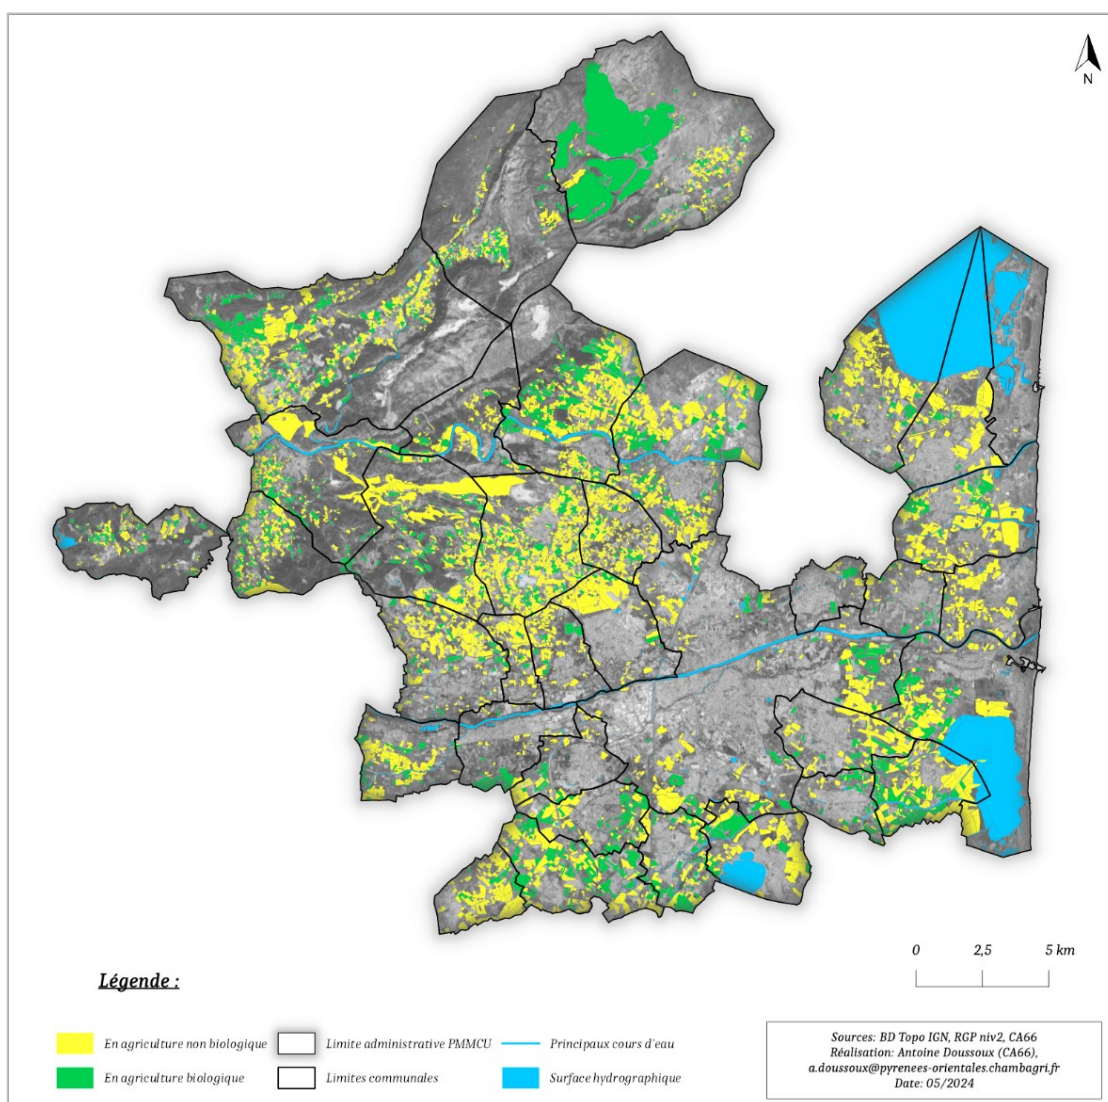 N
0 2,5 5 km
Légende :
En agriculture non biologique
Limite administrative PMMCU
Principaux cours d'eau
En agriculture biologique
Limites communales
Surface hydrographique
Sources: BD Topo IGN, RGP niv2, CA66
Réalisation: Antoine Doussoux (CA66),
a.doussoux@pyrenees-orientales.chambagri.fr
Date: 05/2024